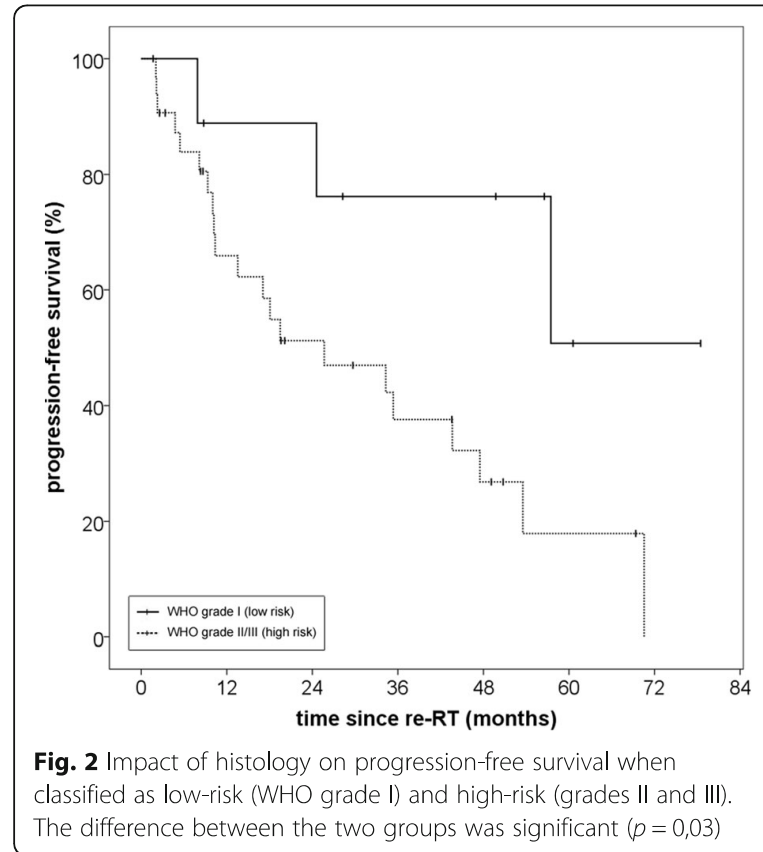 100
80
60
40
20
0
progression-free survival (%)
WHO grade I (low risk)
WHO grade II/III (high risk)
0 12 24 36 48 60 72 84
time since re-RT (months)
Fig. 2 Impact of histology on progression-free survival when
classified as low-risk (WHO grade I) and high-risk (grades II and III).
The difference between the two groups was significant (p = 0,03)